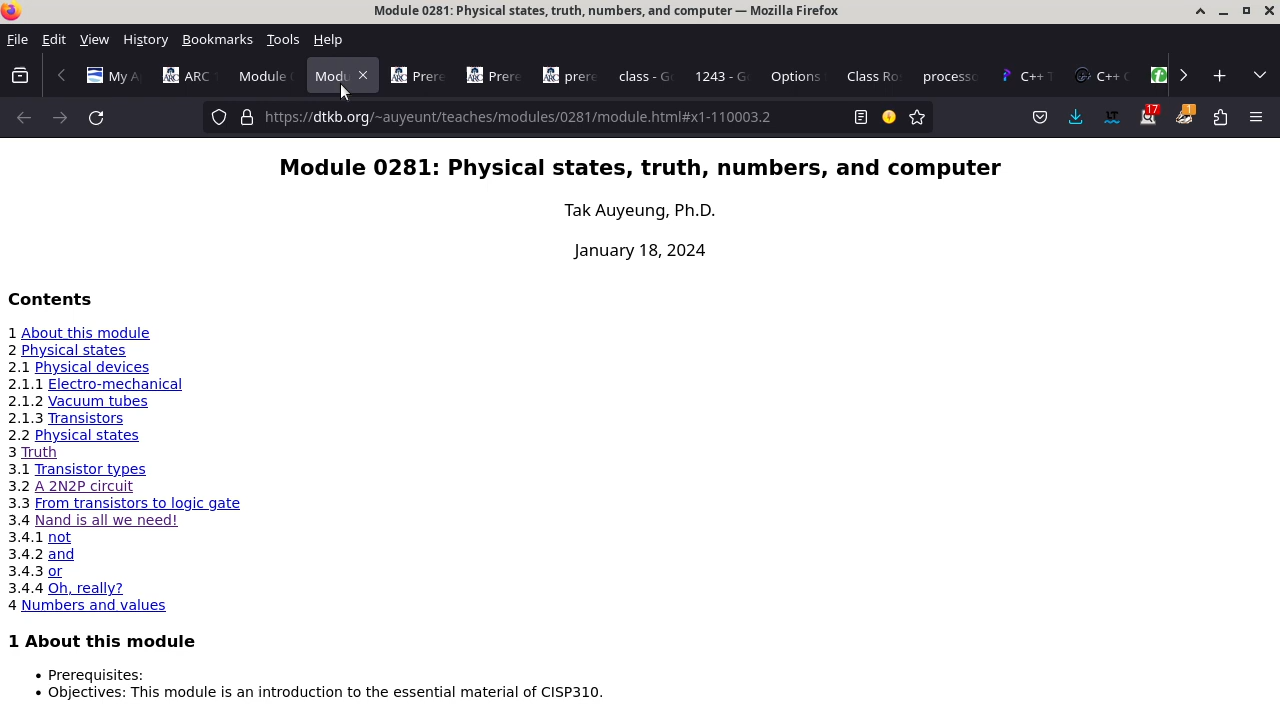 Module 0281: Physical states, truth, numbers, and computer — Mozilla Firefox
File Edit View History Bookmarks Tools Help
My A ARC Module Modu Prere Prere prere class - G 1243 - G Options Class Ro process C++ T C++
https://dtkb.org/~auyeunt/teaches/modules/0281/module.html#x1-110003.2 17 1
Module 0281: Physical states, truth, numbers, and computer
Tak Auyeung, Ph.D.
January 18, 2024
Contents
1 About this module
2 Physical states
2.1 Physical devices
2.1.1 Electro-mechanical
2.1.2 Vacuum tubes
2.1.3 Transistors
2.2 Physical states
3 Truth
3.1 Transistor types
3.2 A 2N2P circuit
3.3 From transistors to logic gate
3.4 Nand is all we need!
3.4.1 not
3.4.2 and
3.4.3 or
3.4.4 Oh, really?
4 Numbers and values
1 About this module
• Prerequisites:
• Objectives: This module is an introduction to the essential material of CISP310.